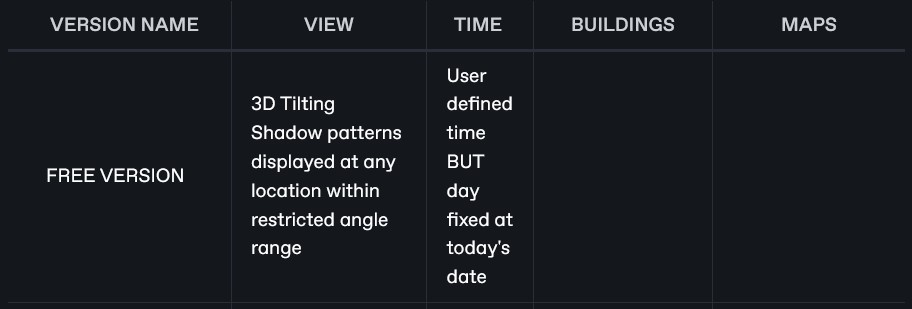 VERSION NAME VIEW TIME BUILDINGS MAPS
FREE VERSION
3D Tilting
Shadow patterns
displayed at any
location within
restricted angle
range
User
defined
time
BUT
day
fixed at
today's
date